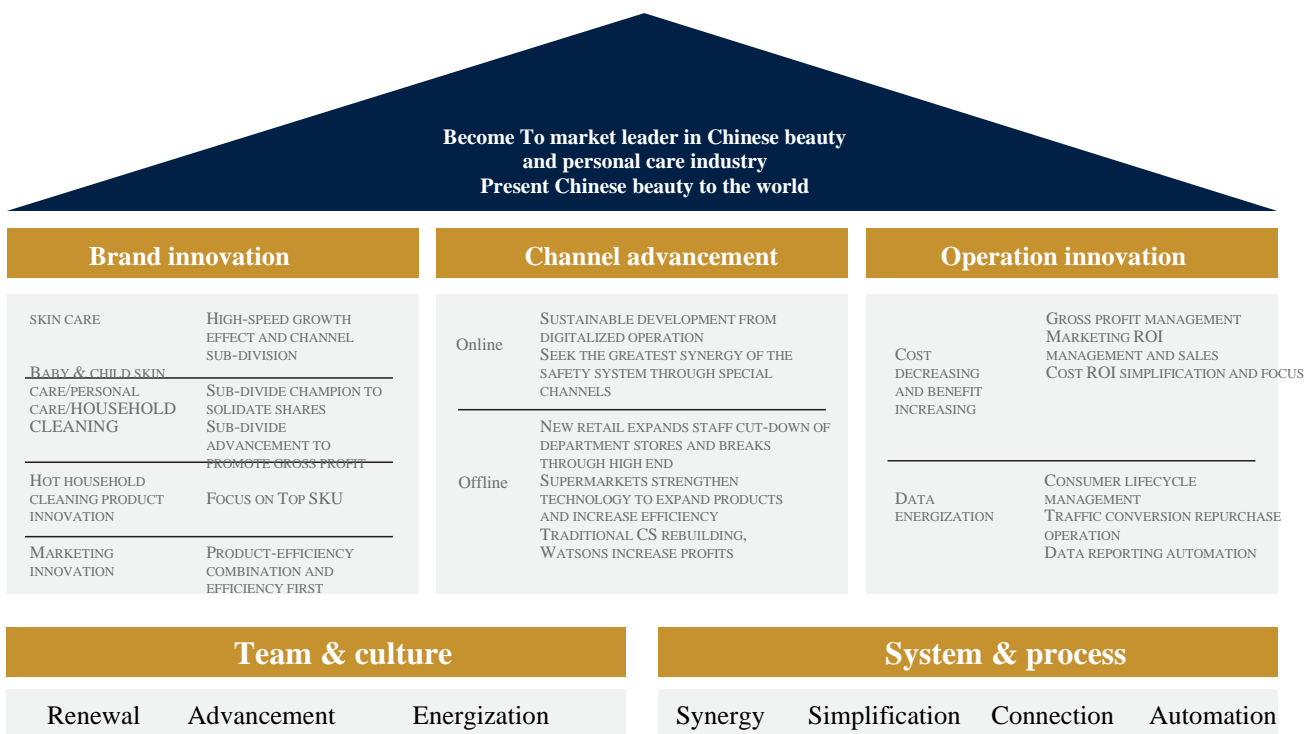 Become To market leader in Chinese beauty
and personal care industry
Present Chinese beauty to the world
Brand innovation
SKIN CARE
HIGH-SPEED GROWTH
EFFECT AND CHANNEL
SUB-DIVISION
BABY & CHILD SKIN
CARE/PERSONAL
CARE/HOUSEHOLD
CLEANING
SUB-DIVIDE CHAMPION TO
SOLIDATE SHARES
SUB-DIVIDE
ADVANCEMENT TO
PROMOTE GROSS PROFIT
HOT HOUSEHOLD
CLEANING PRODUCT
INNOVATION
FOCUS ON TOP SKU
MARKETING
INNOVATION
PRODUCT-EFFICIENCY
COMBINATION AND
EFFICIENCY FIRST
Channel advancement
Online
SUSTAINABLE DEVELOPMENT FROM
DIGITALIZED OPERATION
SEEK THE GREATEST SYNERGY OF THE
SAFETY SYSTEM THROUGH SPECIAL
CHANNELS
Offline
NEW RETAIL EXPANDS STAFF CUT-DOWN OF
DEPARTMENT STORES AND BREAKS
THROUGH HIGH END
SUPERMARKETS STRENGTHEN
TECHNOLOGY TO EXPAND PRODUCTS
AND INCREASE EFFICIENCY
TRADITIONAL CS REBUILDING,
WATSONS INCREASE PROFITS
Operation innovation
COST
DECREASING
AND BENEFIT
INCREASING
GROSS PROFIT MANAGEMENT
MARKETING ROI
MANAGEMENT AND SALES
COST ROI SIMPLIFICATION AND FOCUS
DATA
ENERGIZATION
CONSUMER LIFECYCLE
MANAGEMENT
TRAFFIC CONVERSION REPURCHASE
OPERATION
DATA REPORTING AUTOMATION
Team & culture
Renewal Advancement Energization
System & process
Synergy Simplification Connection Automation